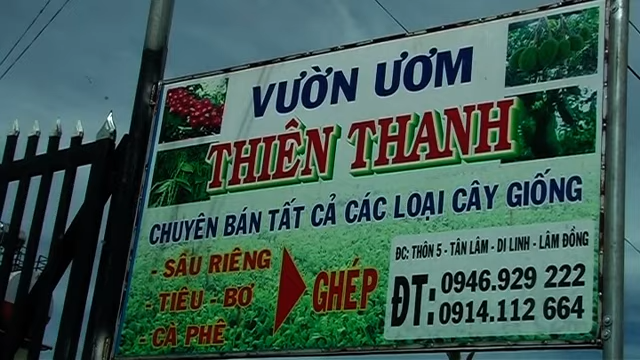 VƯỜN ƯƠM
THIÊN THANH
CHUYÊN BÁN TẤT CẢ CÁC LOẠI CÂY GIỐNG
- SÂU RIÊNG
- TIÊU - BƠ
- CÀ PHÊ
GHÉP
ĐC: THÔN 5 - TÂN LÂM - DI LINH - LÂM ĐỒNG
ĐT: 0946.929 222
0914.112 664